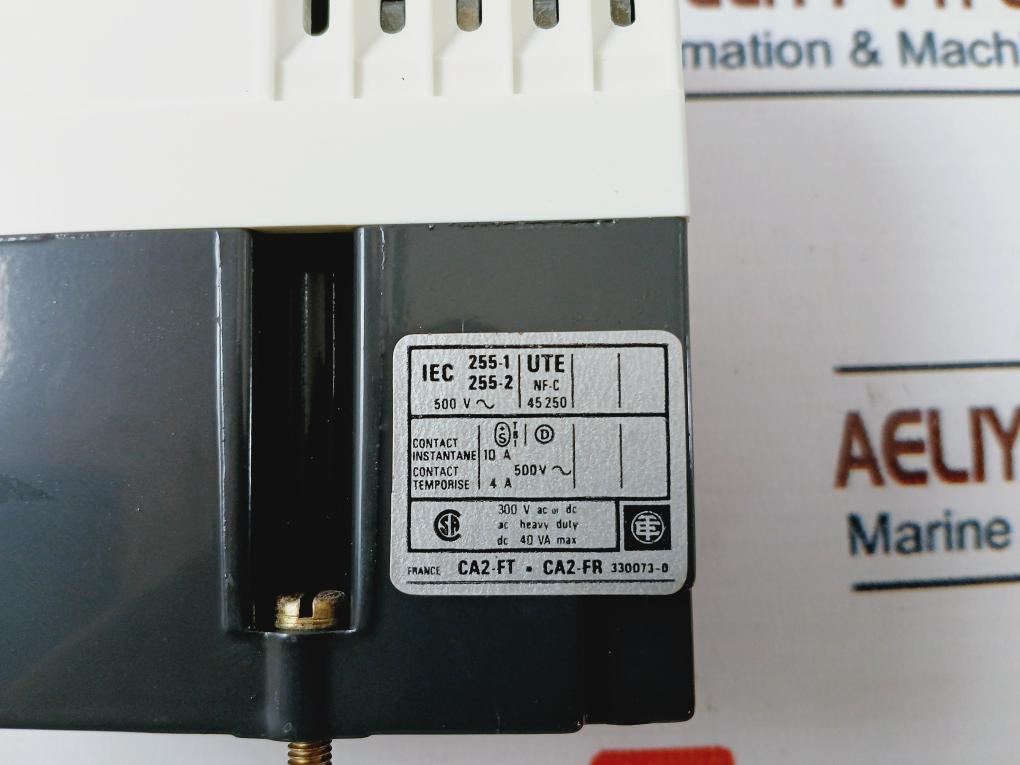 mation & Mach
IEC 255-1 UTE
255-2 NF-C
500 V ~ 45 250
CONTACT
INSTANTANE 10 A
CONTACT 500 V ~
TEMPORISE 4 A
300 V ac or dc
ac heavy duty
dc 40 VA max
FRANCE CA2-FT • CA2-FR 330073-0
AELIY
Marine